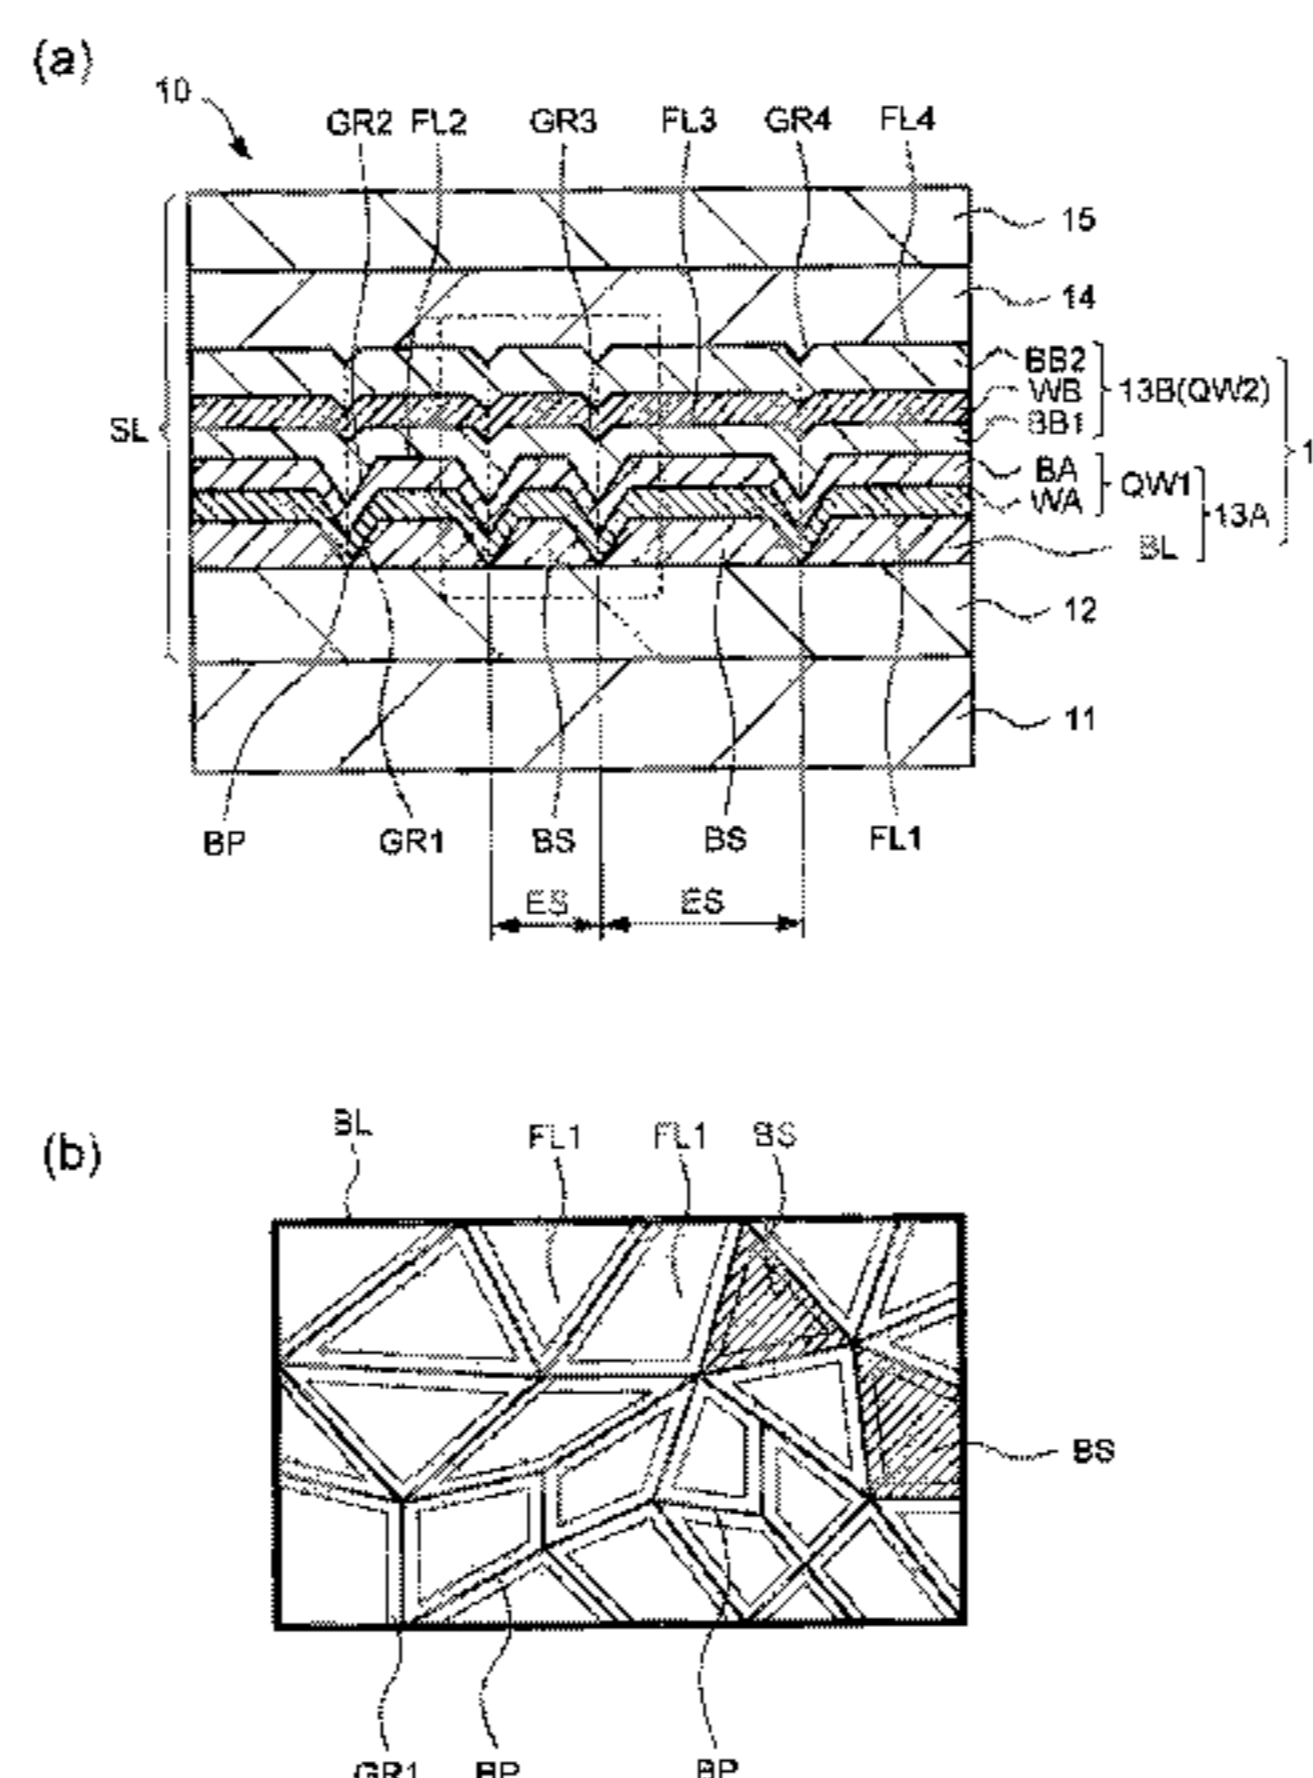 (a)
10
GR2 FL2 GR3 FL3 GR4 FL4
15
14
SL
BB2
WB 13B(QW2)
BB1
1
BA
WA QW1 13A
BL
12
11
BP GR1 BS BS FL1
ES ES
(b)
BL FL1 FL1 BS
BS
GR1 BP BP